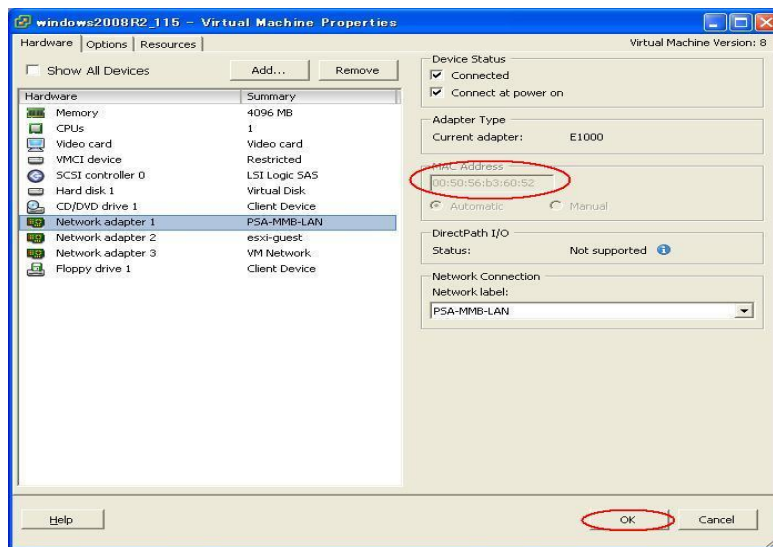 windows2008R2_115 - Virtual Machine Properties
Hardware Options Resources Virtual Machine Version: 8
Show All Devices Add... Remove
Hardware Summary
Memory 4096 MB
CPUs 1
Video card Video card
VMCI device Restricted
SCSI controller 0 LSI Logic SAS
Hard disk 1 Virtual Disk
CD/DVD drive 1 Client Device
Network adapter 1 PSA-MMB-LAN
Network adapter 2 esxi-guest
Network adapter 3 VM Network
Floppy drive 1 Client Device
Device Status
Connected
Connect at power on
Adapter Type
Current adapter: E1000
MAC Address
00:50:56:b3:60:52
Automatic Manual
DirectPath I/O
Status: Not supported
Network Connection
Network label:
PSA-MMB-LAN
Help OK Cancel